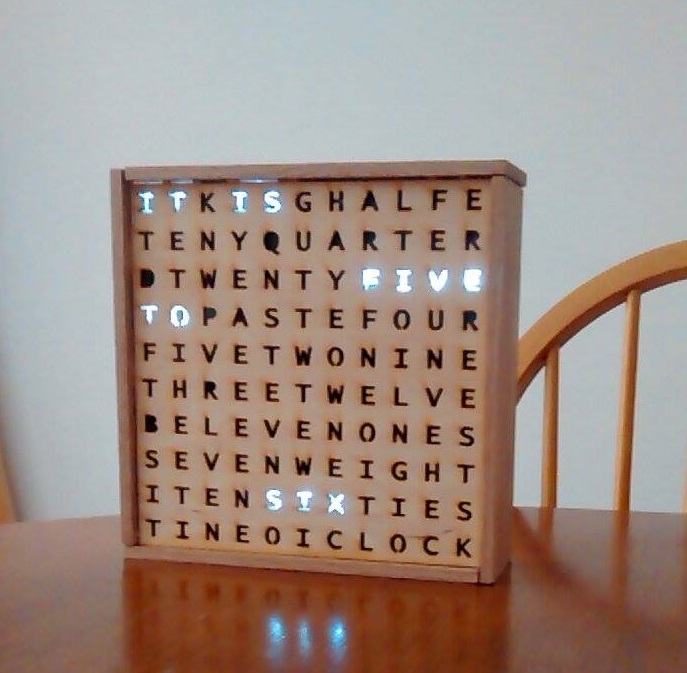 ITKISGHALFE
TENYQUARTER
DTWENTYFIVE
TOPASTEFOUR
FIVETWONINE
THREETWELVE
BELEVENONES
SEVENWEIGHT
ITENSIXTIES
TINEOICLOCK